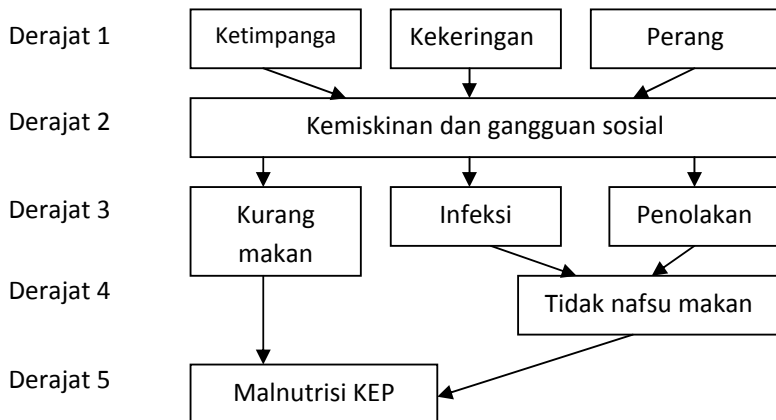 Derajat 1
Ketimpanga
Kekeringan
Perang
Derajat 2
Kemiskinan dan gangguan sosial
Derajat 3
Kurang
makan
Infeksi
Penolakan
Derajat 4
Tidak nafsu makan
Derajat 5
Malnutrisi KEP